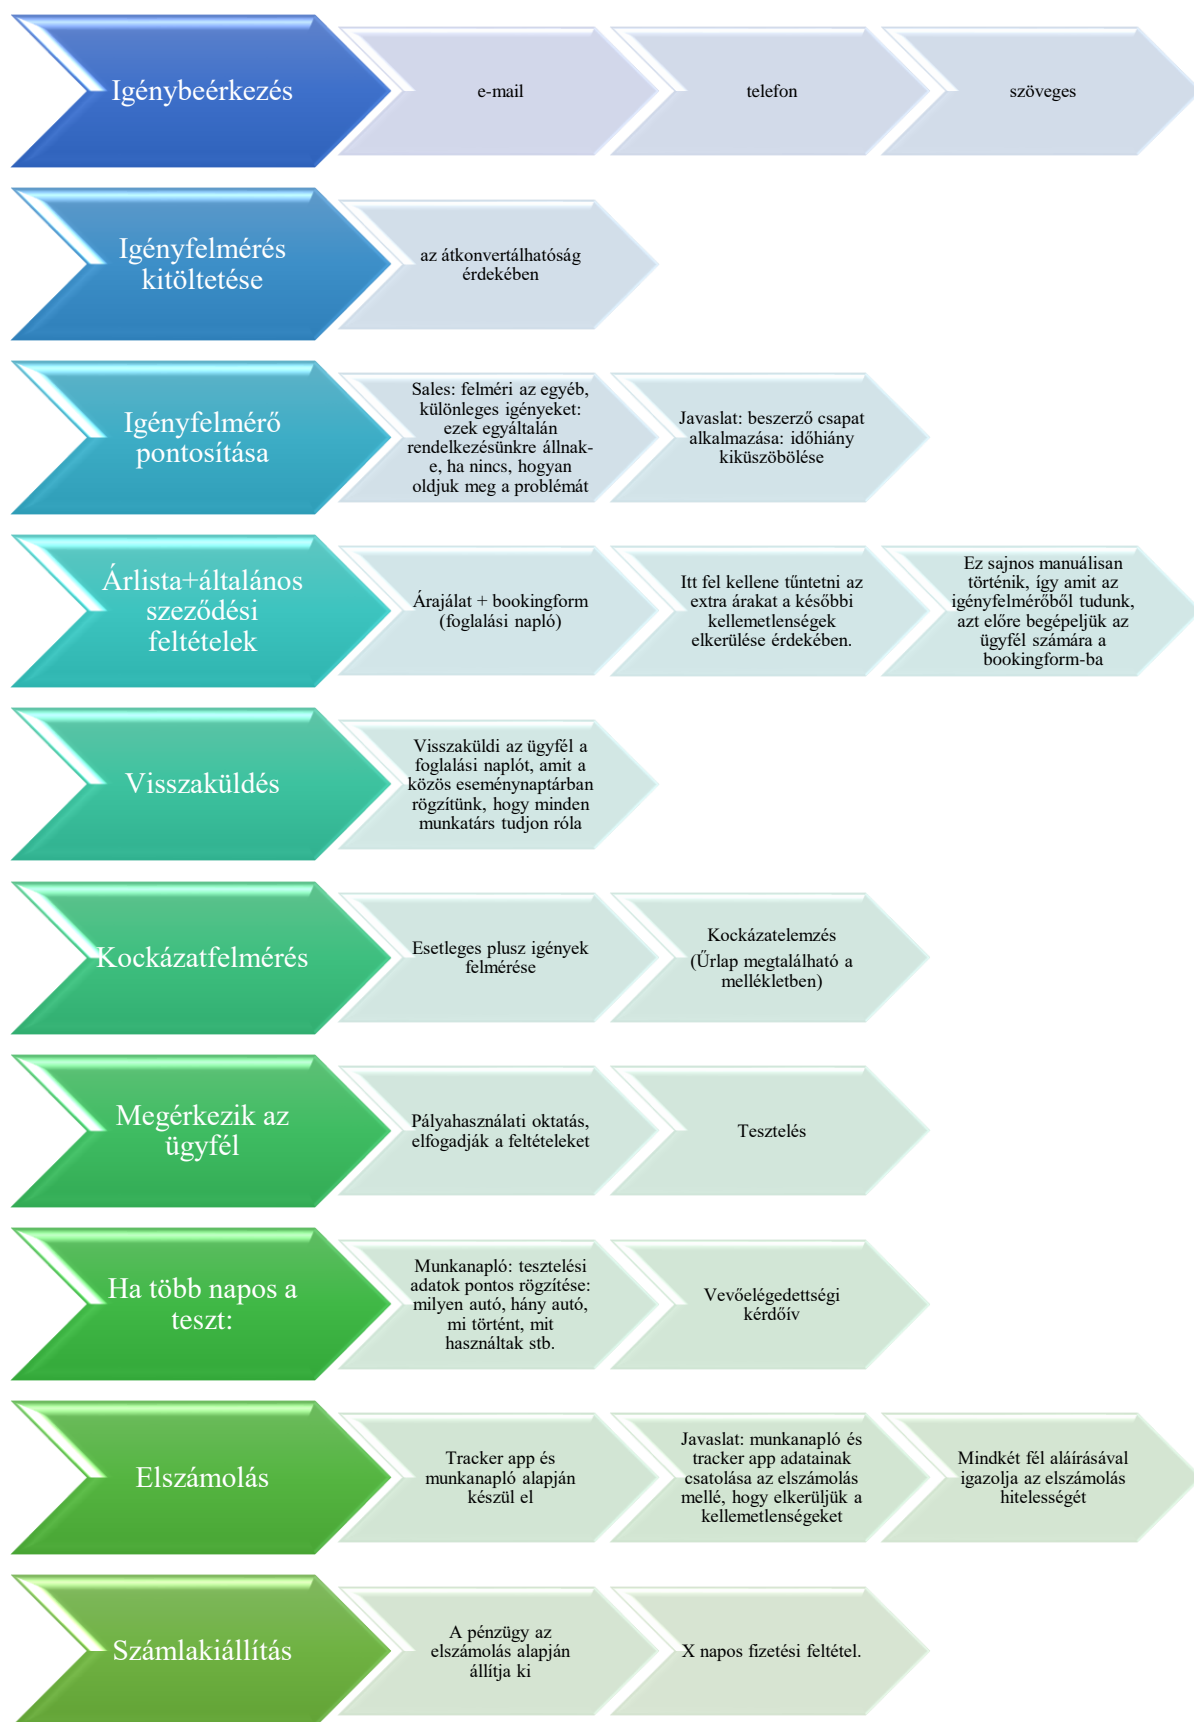 Igénybeérkezés
e-mail
telefon
szöveges
Igényfelmérés
kitöltetése
az átkonvertálhatóság
érdekében
Igényfelmérő
pontosítása
Sales: felméri az egyéb,
különleges igényeket:
ezek egyáltalán
rendelkezésünkre állnak-
e, ha nincs, hogyan
oldjuk meg a problémát
Javaslat: beszerző csapat
alkalmazása: időhiány
kiküszöbölése
Árlista+általános
szeződési
feltételek
Árajálat + bookingform
(foglalási napló)
Itt fel kellene tűntetni az
extra árakat a későbbi
kellemetlenségek
elkerülése érdekében.
Ez sajnos manuálisan
történik, így amit az
igényfelmérőből tudunk,
azt előre begépeljük az
ügyfél számára a
bookingform-ba
Visszaküldés
Visszaküldi az ügyfél a
foglalási naplót, amit a
közös eseménynaptárban
rögzítünk, hogy minden
munkatárs tudjon róla
Kockázatfelmérés
Esetleges plusz igények
felmérése
Kockázatelemzés
(Űrlap megtalálható a
mellékletben)
Megérkezik az
ügyfél
Pályahasználati oktatás,
elfogadják a feltételeket
Tesztelés
Ha több napos a
teszt:
Munkanapló: tesztelési
adatok pontos rögzítése:
milyen autó, hány autó,
mi történt, mit
használtak stb.
Vevőelégedettségi
kérdőív
Elszámolás
Tracker app és
munkanapló alapján
készül el
Javaslat: munkanapló és
tracker app adatainak
csatolása az elszámolás
mellé, hogy elkerüljük a
kellemetlenségeket
Mindkét fél aláírásával
igazolja az elszámolás
hitelességét
Számlakiállítás
A pénzügy az
elszámolás alapján
állítja ki
X napos fizetési feltétel.